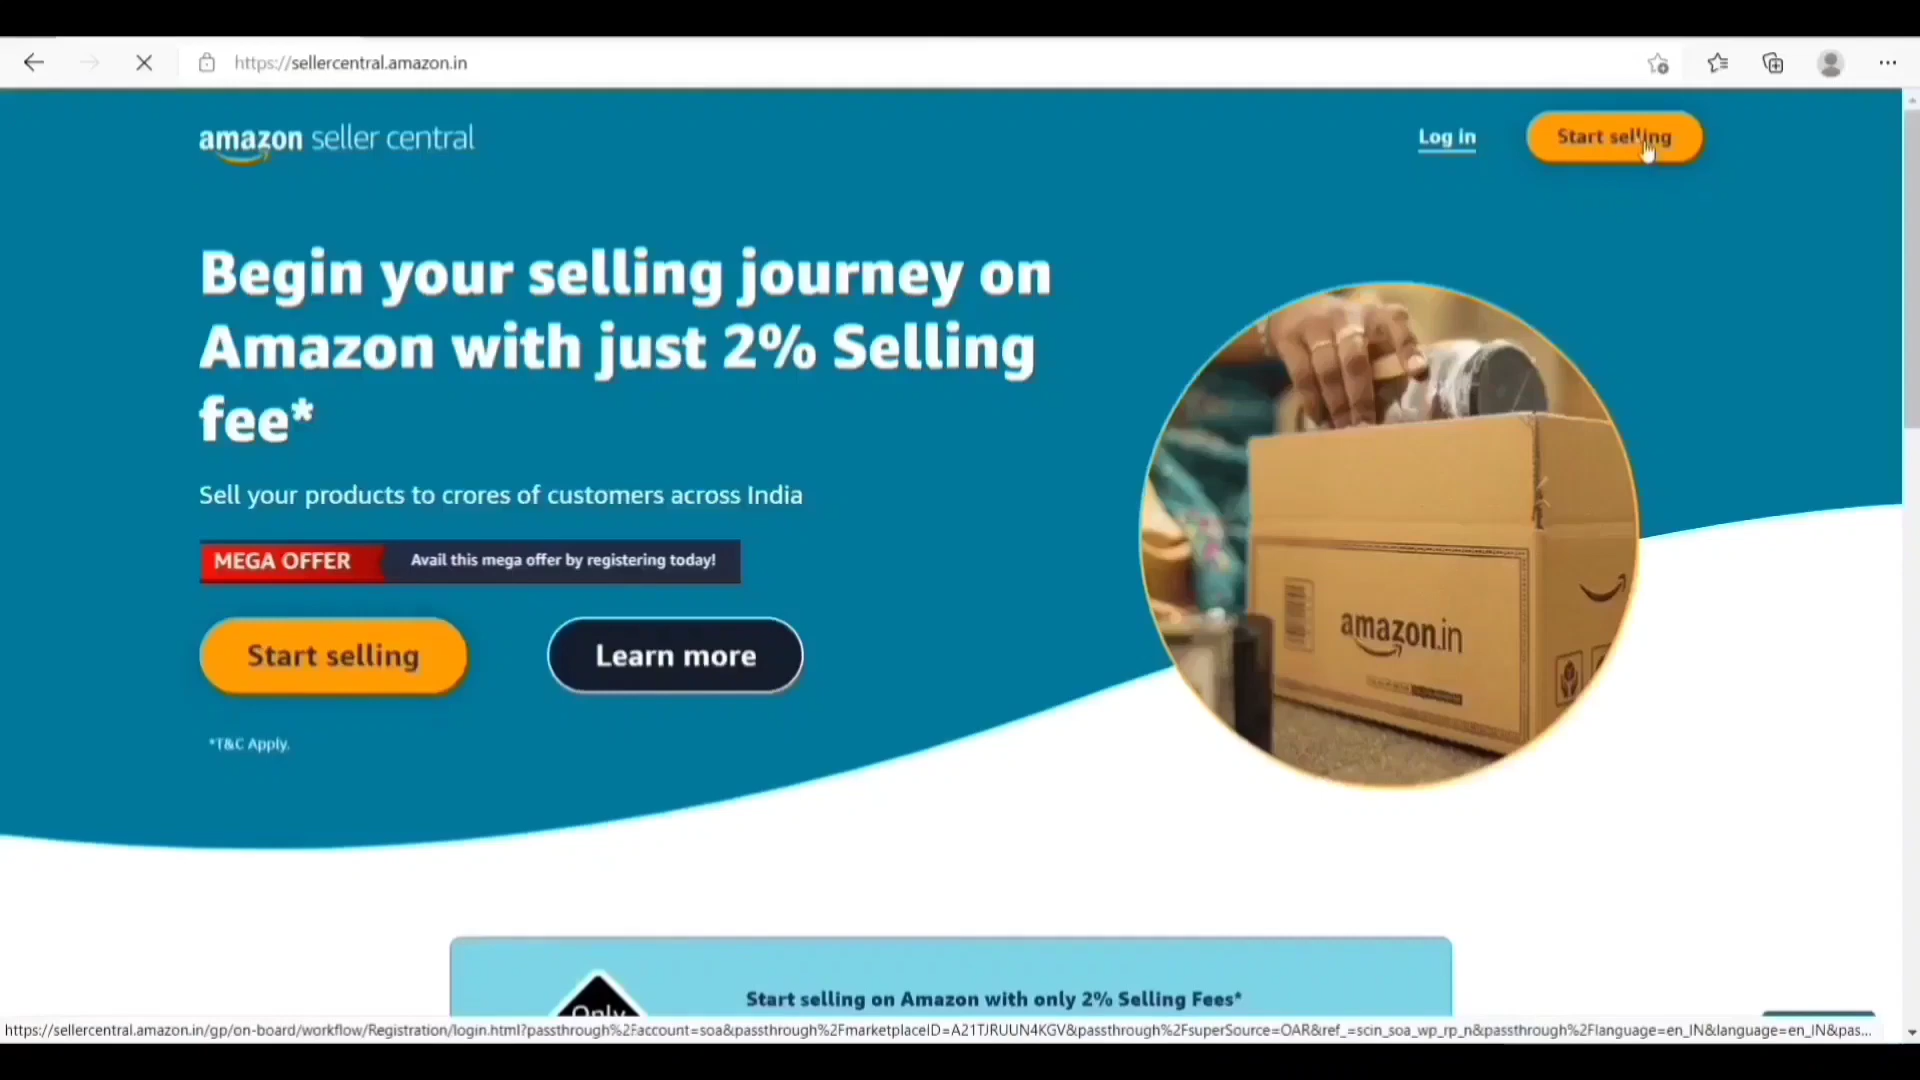 https://sellercentral.amazon.in
amazon seller central
Log in
Start selling
Begin your selling journey on
Amazon with just 2% Selling
fee*
Sell your products to crores of customers across India
MEGA OFFER
Avail this mega offer by registering today!
Start selling
Learn more
*T&C Apply.
amazon.in
Only
Start selling on Amazon with only 2% Selling Fees*
https://sellercentral.amazon.in/gp/on-board/workflow/Registration/login.html?passthrough%2Faccount=soa&passthrough%2FmarketplaceID=A21TJRUUN4KGV&passthrough%2FsuperSource=OAR&ref_=scin_soa_wp_rp_n&passthrough%2Flanguage=en_IN&language=en_IN&pas...